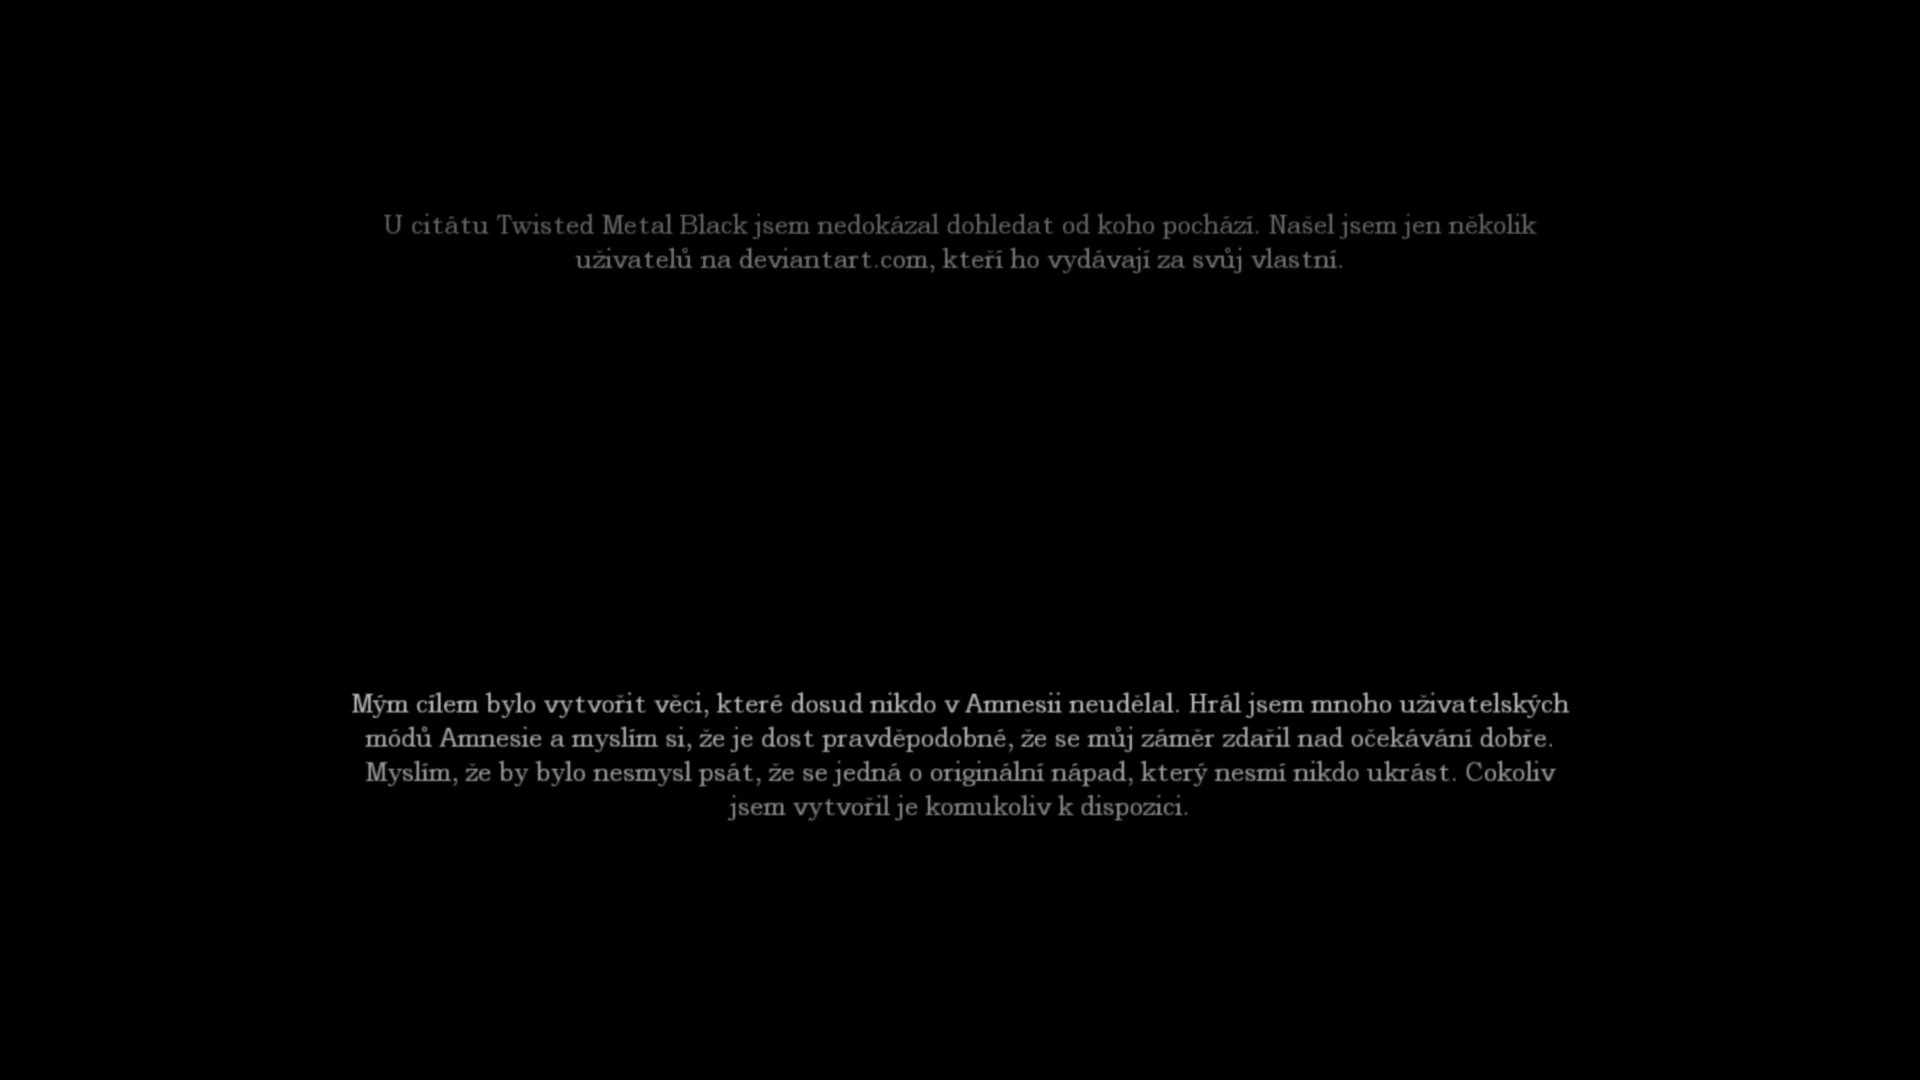 U citátu Twisted Metal Black jsem nedokázal dohledat od koho pochází. Našel jsem jen několik
uživatelů na deviantart.com, kteří ho vydávají za svůj vlastní.
Mým cílem bylo vytvořit věci, které dosud nikdo v Amnesii neudělal. Hrál jsem mnoho uživatelských
módů Amnesie a myslím si, že je dost pravděpodobné, že se můj záměr zdařil nad očekávání dobře.
Myslím, že by bylo nesmysl psát, že se jedná o originální nápad, který nesmí nikdo ukrást. Cokoliv
jsem vytvořil je komukoliv k dispozici.